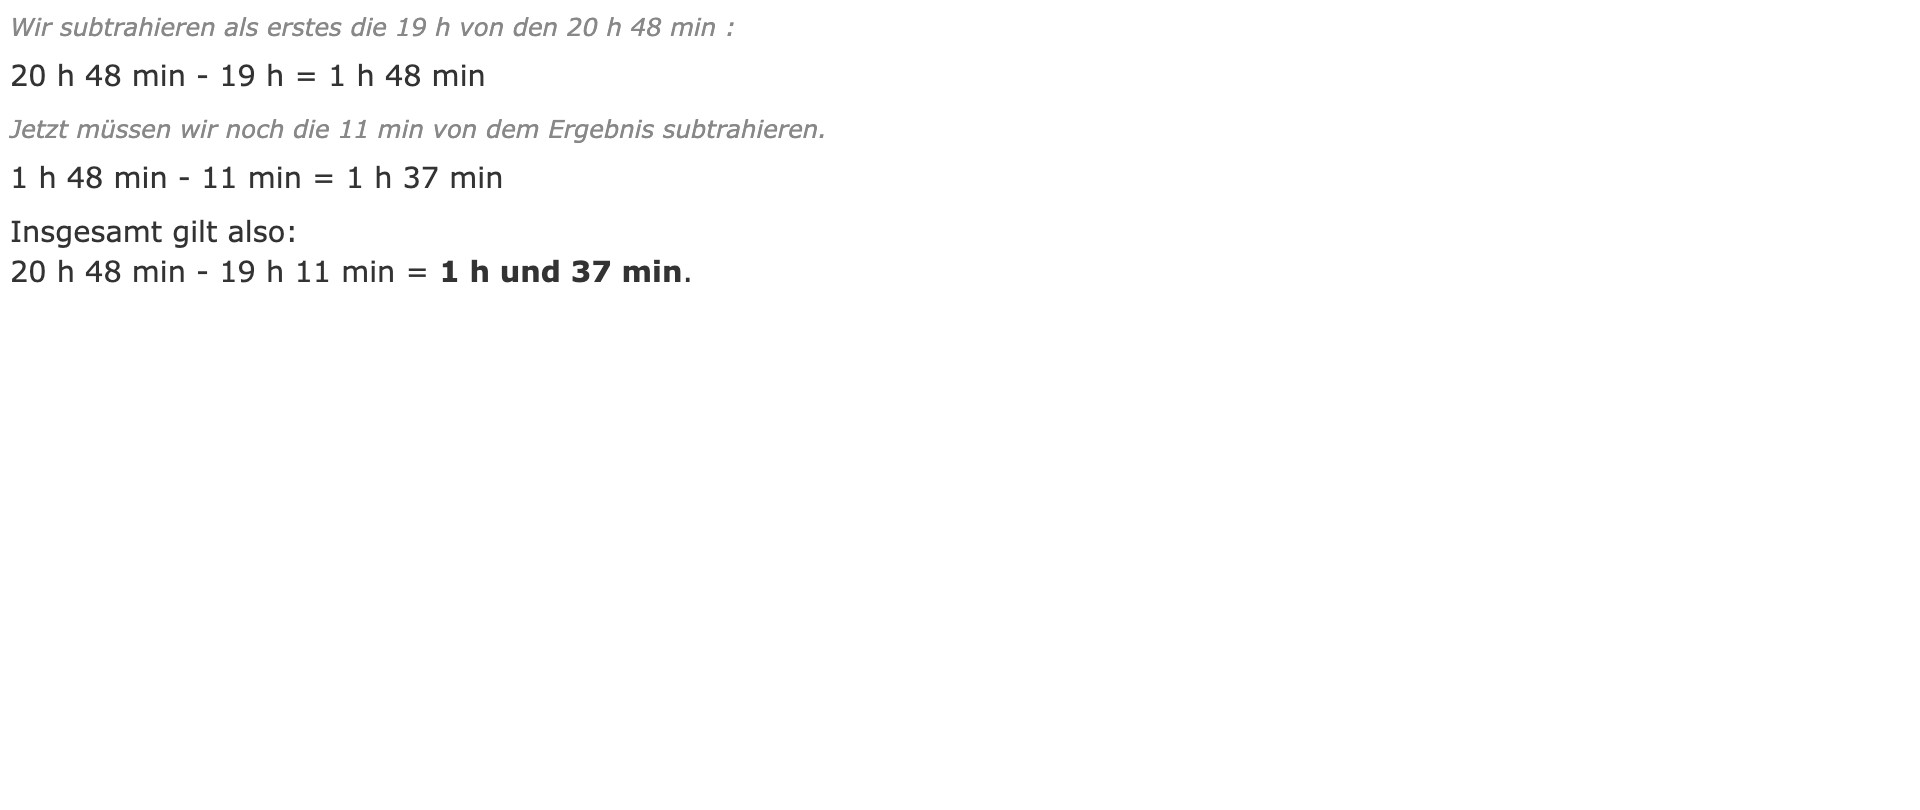 Wir subtrahieren als erstes die 19 h von den 20 h 48 min :
20 h 48 min - 19 h = 1 h 48 min
Jetzt müssen wir noch die 11 min von dem Ergebnis subtrahieren.
1 h 48 min - 11 min = 1 h 37 min
Insgesamt gilt also:
20 h 48 min - 19 h 11 min = 1 h und 37 min.